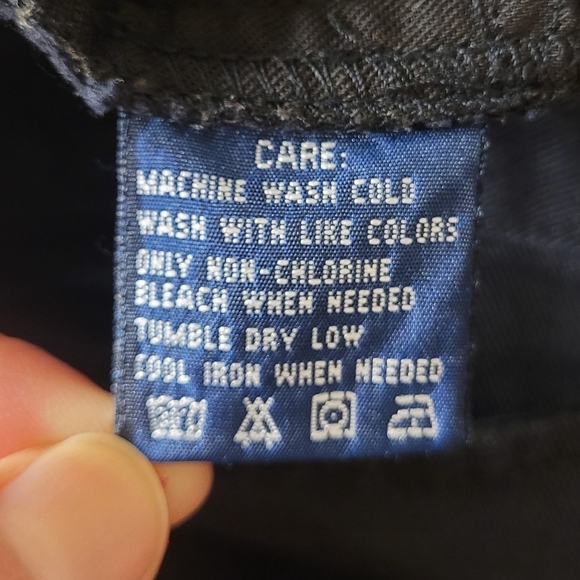 CARE:
MACHINE WASH COLD
WASH WITH LIKE COLORS
ONLY NON-CHLORINE
BLEACH WHEN NEEDED
TUMBLE DRY LOW
COOL IRON WHEN NEEDED